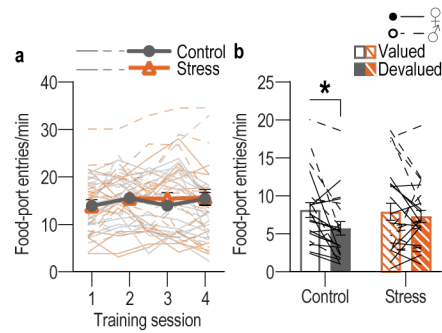 ♀
♂
a
Control
Stress
b
Valued
Devalued
Food-port entries/min
40
30
20
10
0
1 2 3 4
Training session
Food-port entries/min
25
20
15
10
5
0
*
Control Stress